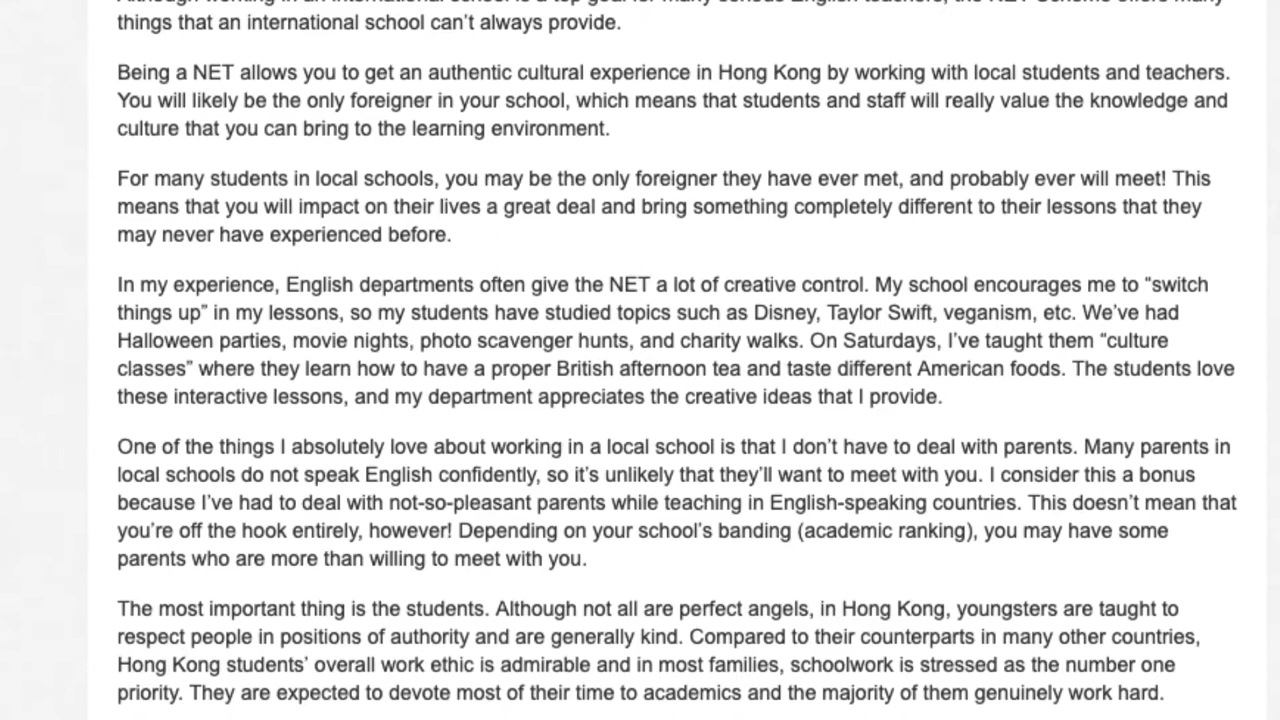 things that an international school can’t always provide.
Being a NET allows you to get an authentic cultural experience in Hong Kong by working with local students and teachers.
You will likely be the only foreigner in your school, which means that students and staff will really value the knowledge and
culture that you can bring to the learning environment.
For many students in local schools, you may be the only foreigner they have ever met, and probably ever will meet! This
means that you will impact on their lives a great deal and bring something completely different to their lessons that they
may never have experienced before.
In my experience, English departments often give the NET a lot of creative control. My school encourages me to “switch
things up” in my lessons, so my students have studied topics such as Disney, Taylor Swift, veganism, etc. We’ve had
Halloween parties, movie nights, photo scavenger hunts, and charity walks. On Saturdays, I’ve taught them “culture
classes” where they learn how to have a proper British afternoon tea and taste different American foods. The students love
these interactive lessons, and my department appreciates the creative ideas that I provide.
One of the things I absolutely love about working in a local school is that I don’t have to deal with parents. Many parents in
local schools do not speak English confidently, so it’s unlikely that they’ll want to meet with you. I consider this a bonus
because I’ve had to deal with not-so-pleasant parents while teaching in English-speaking countries. This doesn’t mean that
you’re off the hook entirely, however! Depending on your school’s banding (academic ranking), you may have some
parents who are more than willing to meet with you.
The most important thing is the students. Although not all are perfect angels, in Hong Kong, youngsters are taught to
respect people in positions of authority and are generally kind. Compared to their counterparts in many other countries,
Hong Kong students’ overall work ethic is admirable and in most families, schoolwork is stressed as the number one
priority. They are expected to devote most of their time to academics and the majority of them genuinely work hard.